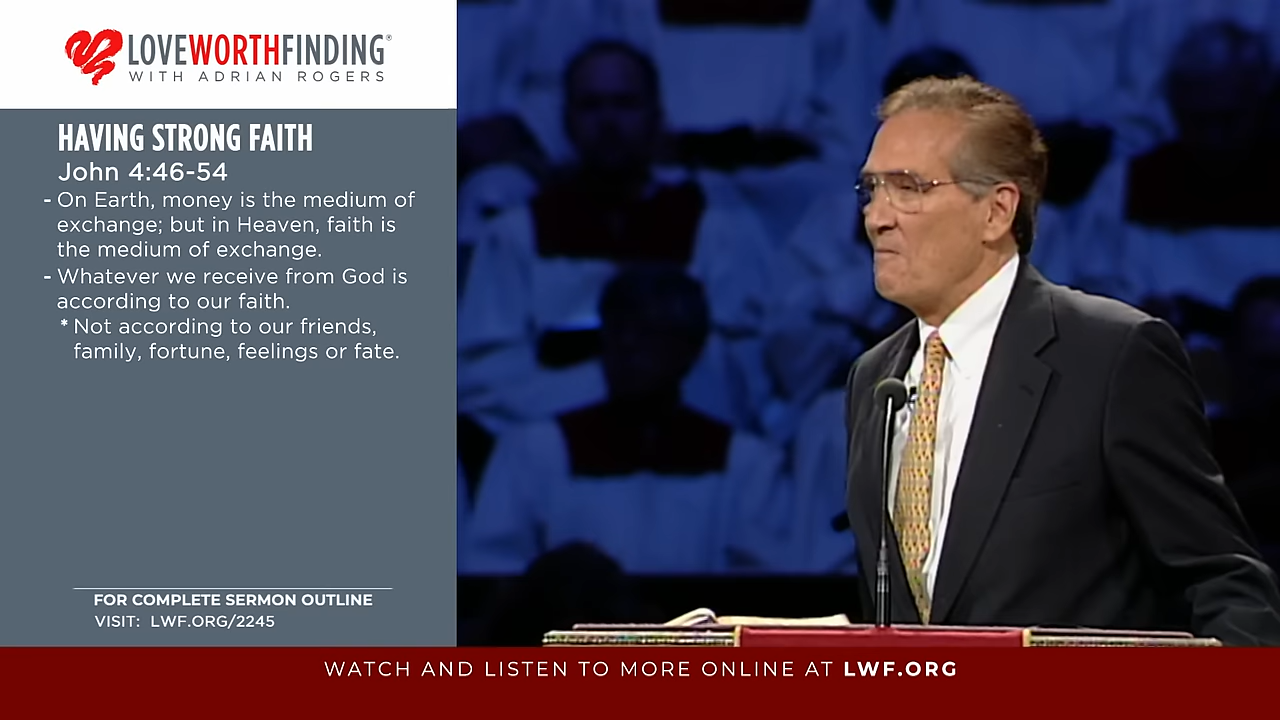 LOVEWORTHFINDING®
WITH ADRIAN ROGERS
HAVING STRONG FAITH
John 4:46-54
- On Earth, money is the medium of
exchange; but in Heaven, faith is
the medium of exchange.
- Whatever we receive from God is
according to our faith.
* Not according to our friends,
family, fortune, feelings or fate.
FOR COMPLETE SERMON OUTLINE
VISIT: LWF.ORG/2245
WATCH AND LISTEN TO MORE ONLINE AT LWF.ORG